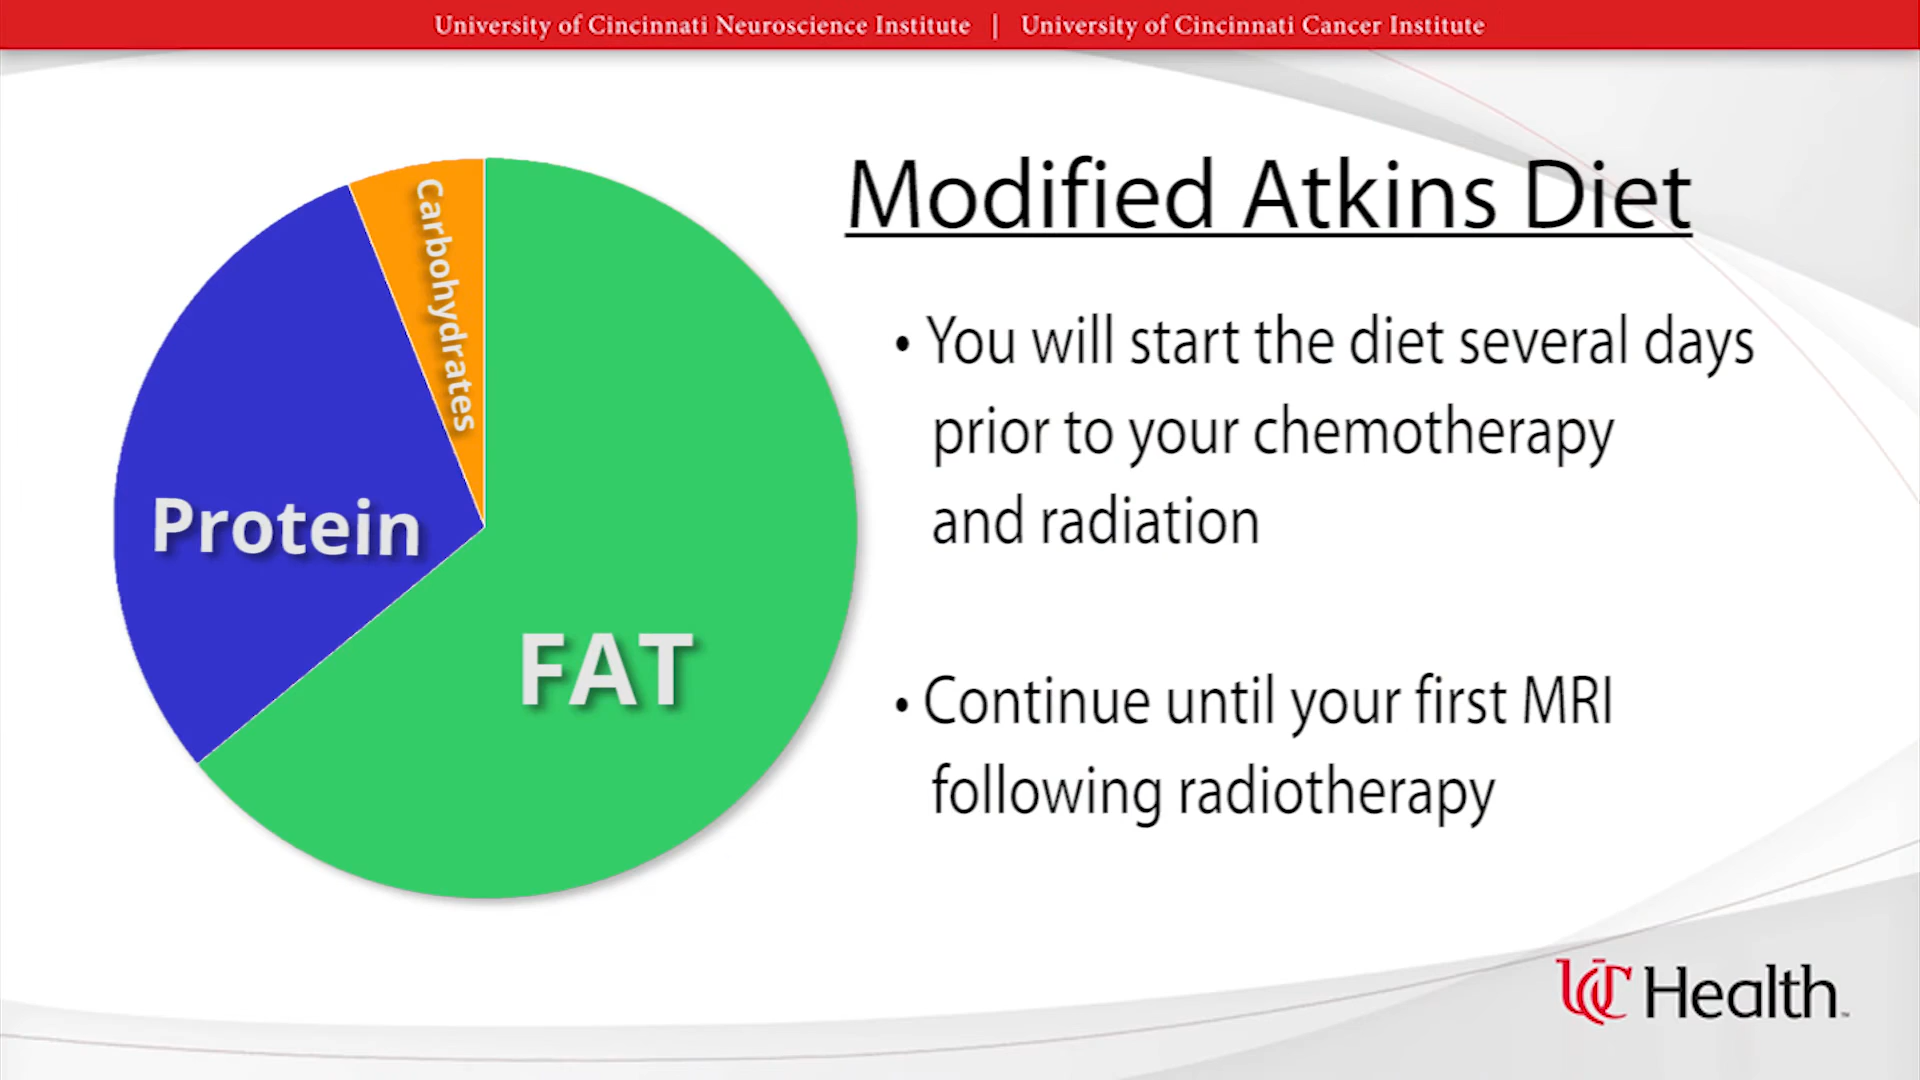 University of Cincinnati Neuroscience Institute | University of Cincinnati Cancer Institute
Modified Atkins Diet
Carbohydrates
Protein
FAT
• You will start the diet several days
prior to your chemotherapy
and radiation
• Continue until your first MRI
following radiotherapy
UC Health™